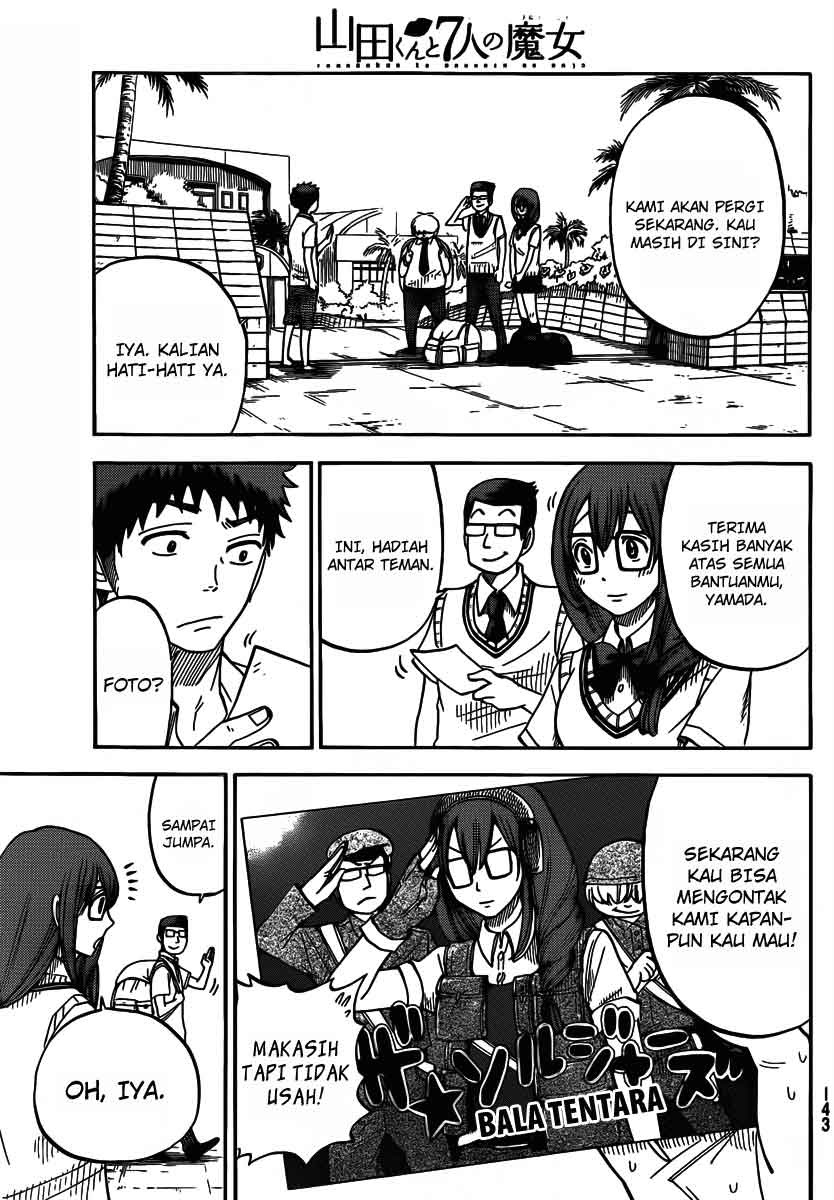 山田くんと7人の魔女
KAMI AKAN PERGI
SEKARANG. KAU
MASIH DI SINI?
IYA. KALIAN
HATI-HATI YA.
TERIMA
KASIH BANYAK
ATAS SEMUA
BANTUANMU,
YAMADA.
INI, HADIAH
ANTAR TEMAN.
FOTO?
SEKARANG
KAU BISA
MENGONTAK
KAMI KAPAN-
PUN KAU MAU!
ザ★ソルジャーズ
BALA TENTARA
MAKASIH
TAPI TIDAK
USAH!
SAMPAI
JUMPA.
OH, IYA.
143